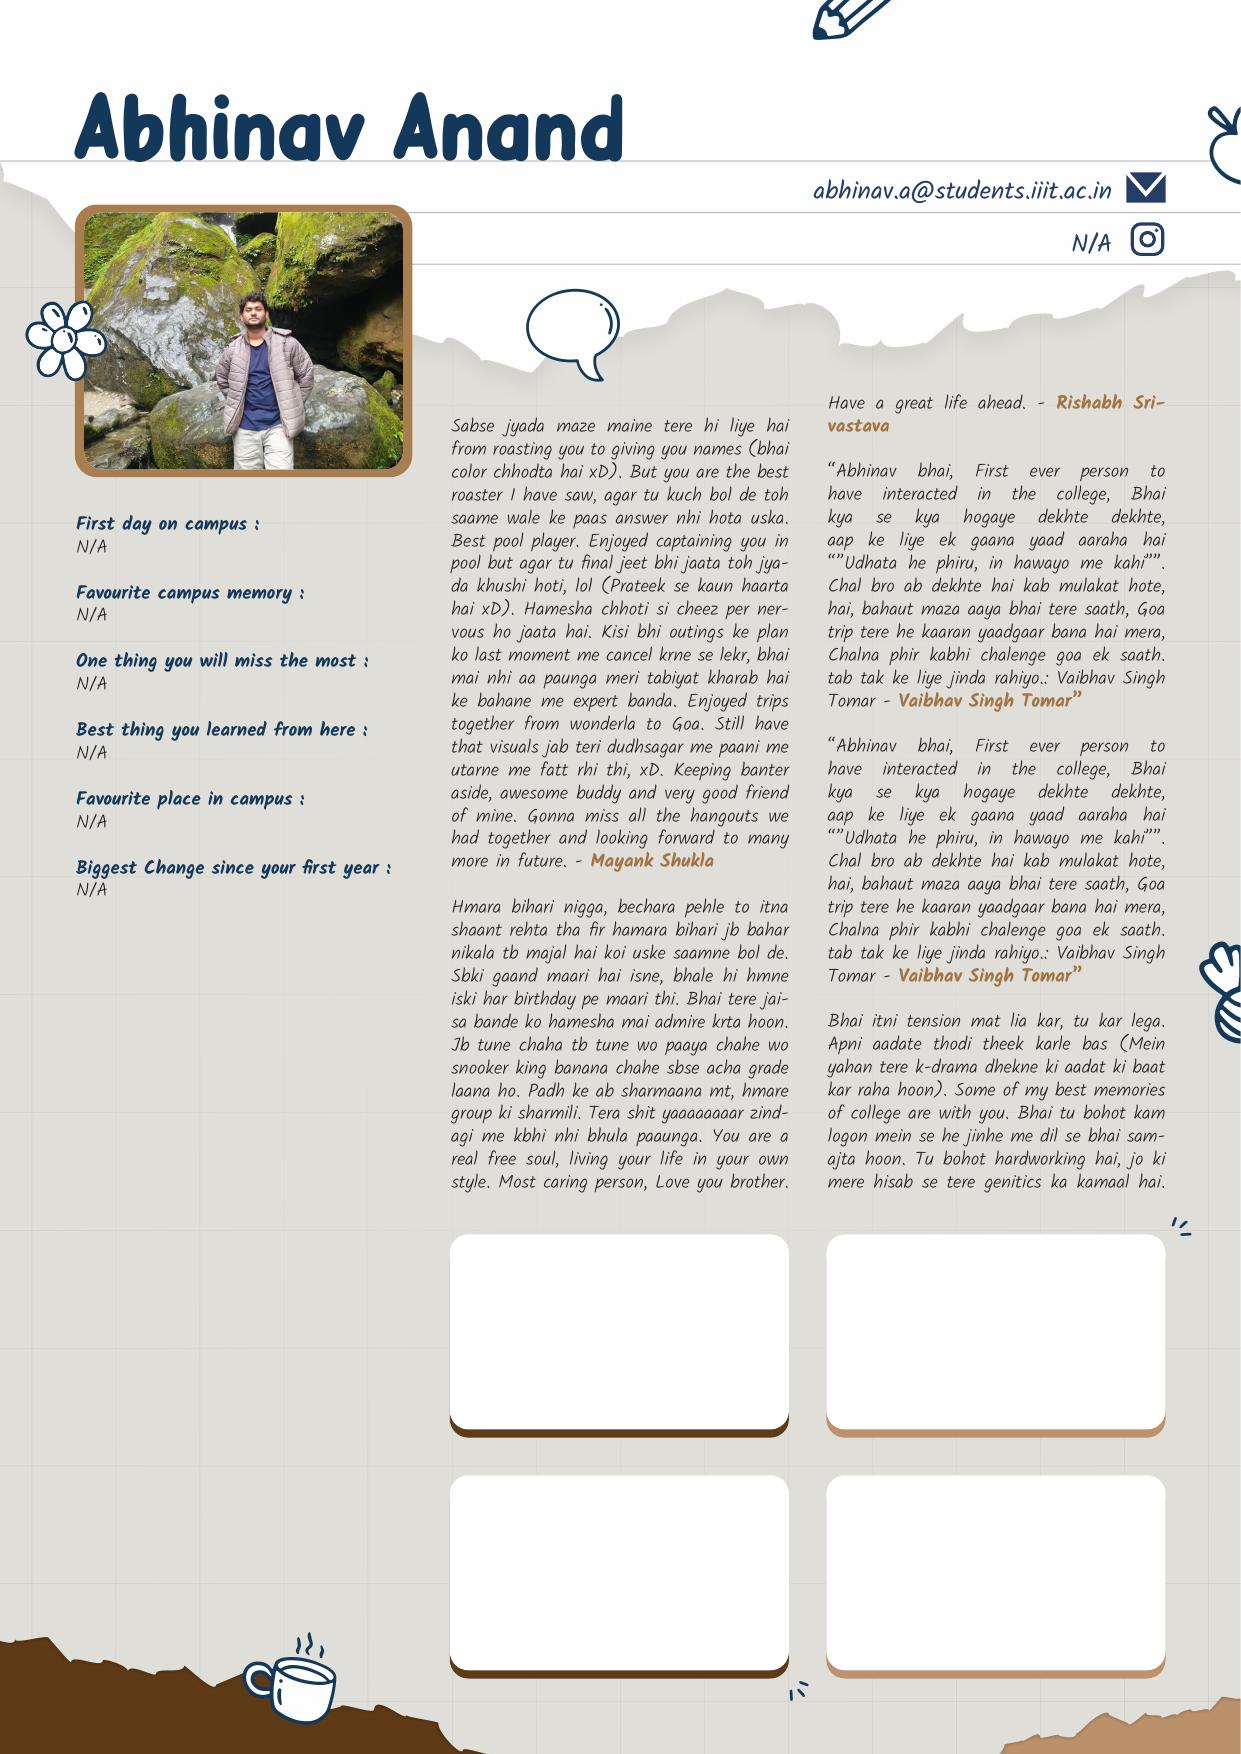 Abhinav Anand
abhinav.a@students.iiit.ac.in
N/A
First day on campus :
N/A
Favourite campus memory :
N/A
One thing you will miss the most :
N/A
Best thing you learned from here :
N/A
Favourite place in campus :
N/A
Biggest Change since your first year :
N/A
Sabse jyada maze maine tere hi liye hai
from roasting you to giving you names (bhai
color chhodta hai xD). But you are the best
roaster I have saw, agar tu kuch bol de toh
saame wale ke paas answer nhi hota uska.
Best pool player. Enjoyed captaining you in
pool but agar tu final jeet bhi jaata toh jya-
da khushi hoti, lol (Prateek se kaun haarta
hai xD). Hamesha chhoti si cheez per ner-
vous ho jaata hai. Kisi bhi outings ke plan
ko last moment me cancel krne se lekr, bhai
mai nhi aa paunga meri tabiyat kharab hai
ke bahane me expert banda. Enjoyed trips
together from wonderla to Goa. Still have
that visuals jab teri dudhsagar me paani me
utarne me fatt rhi thi, xD. Keeping banter
aside, awesome buddy and very good friend
of mine. Gonna miss all the hangouts we
had together and looking forward to many
more in future. - Mayank Shukla
Hmara bihari nigga, bechara pehle to itna
shaant rehta tha fir hamara bihari jb bahar
nikala tb majal hai koi uske saamne bol de.
Sbki gaand maari hai isne, bhale hi hmne
iski har birthday pe maari thi. Bhai tere jai-
sa bande ko hamesha mai admire krta hoon.
Jb tune chaha tb tune wo paaya chahe wo
snooker king banana chahe sbse acha grade
laana ho. Padh ke ab sharmaana mt, hmare
group ki sharmili. Tera shit yaaaaaaaar zind-
agi me kbhi nhi bhula paaunga. You are a
real free soul, living your life in your own
style. Most caring person, Love you brother.
Have a great life ahead. - Rishabh Sri-
vastava
“Abhinav bhai, First ever person to
have interacted in the college, Bhai
kya se kya hogaye dekhte dekhte,
aap ke liye ek gaana yaad aaraha hai
“”Udhata he phiru, in hawayo me kahi””.
Chal bro ab dekhte hai kab mulakat hote,
hai, bahaut maza aaya bhai tere saath, Goa
trip tere he kaaran yaadgaar bana hai mera,
Chalna phir kabhi chalenge goa ek saath.
tab tak ke liye jinda rahiyo.: Vaibhav Singh
Tomar - Vaibhav Singh Tomar”
“Abhinav bhai, First ever person to
have interacted in the college, Bhai
kya se kya hogaye dekhte dekhte,
aap ke liye ek gaana yaad aaraha hai
“”Udhata he phiru, in hawayo me kahi””.
Chal bro ab dekhte hai kab mulakat hote,
hai, bahaut maza aaya bhai tere saath, Goa
trip tere he kaaran yaadgaar bana hai mera,
Chalna phir kabhi chalenge goa ek saath.
tab tak ke liye jinda rahiyo.: Vaibhav Singh
Tomar - Vaibhav Singh Tomar”
Bhai itni tension mat lia kar, tu kar lega.
Apni aadate thodi theek karle bas (Mein
yahan tere k-drama dhekne ki aadat ki baat
kar raha hoon). Some of my best memories
of college are with you. Bhai tu bohot kam
logon mein se he jinhe me dil se bhai sam-
ajta hoon. Tu bohot hardworking hai, jo ki
mere hisab se tere genitics ka kamaal hai.